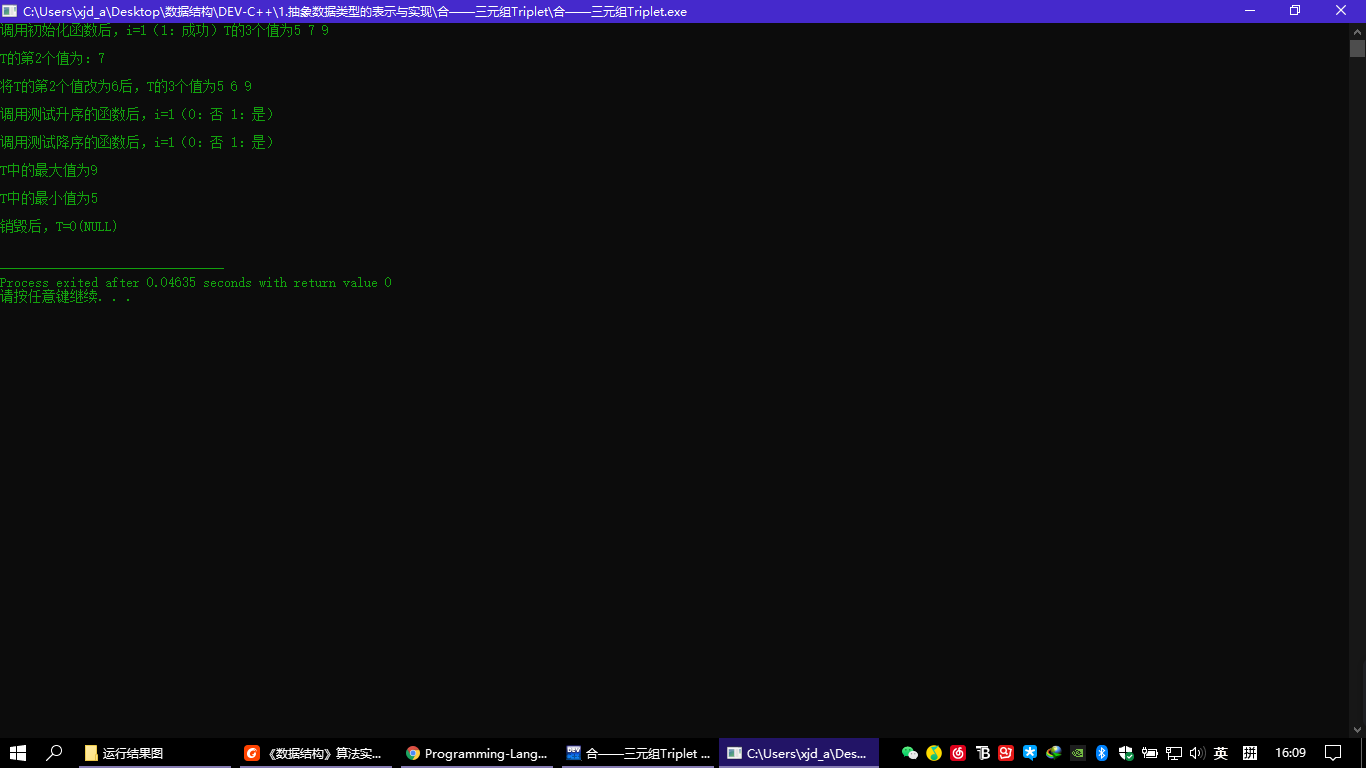 C:\Users\xjd_a\Desktop\数据结构\DEV-C++\1.抽象数据类型的表示与实现\合——三元组Triplet\合——三元组Triplet.exe
调用初始化函数后，i=1（1：成功）T的3个值为5 7 9
T的第2个值为：7
将T的第2个值改为6后，T的3个值为5 6 9
调用测试升序的函数后，i=1（0：否 1：是）
调用测试降序的函数后，i=1（0：否 1：是）
T中的最大值为9
T中的最小值为5
销毁后，T=0(NULL)
--------------------------------
Process exited after 0.04635 seconds with return value 0
请按任意键继续. . .
运行结果图
《数据结构》算法实...
Programming-Lang...
合——三元组Triplet ...
C:\Users\xjd_a\Des...
英
拼
16:09